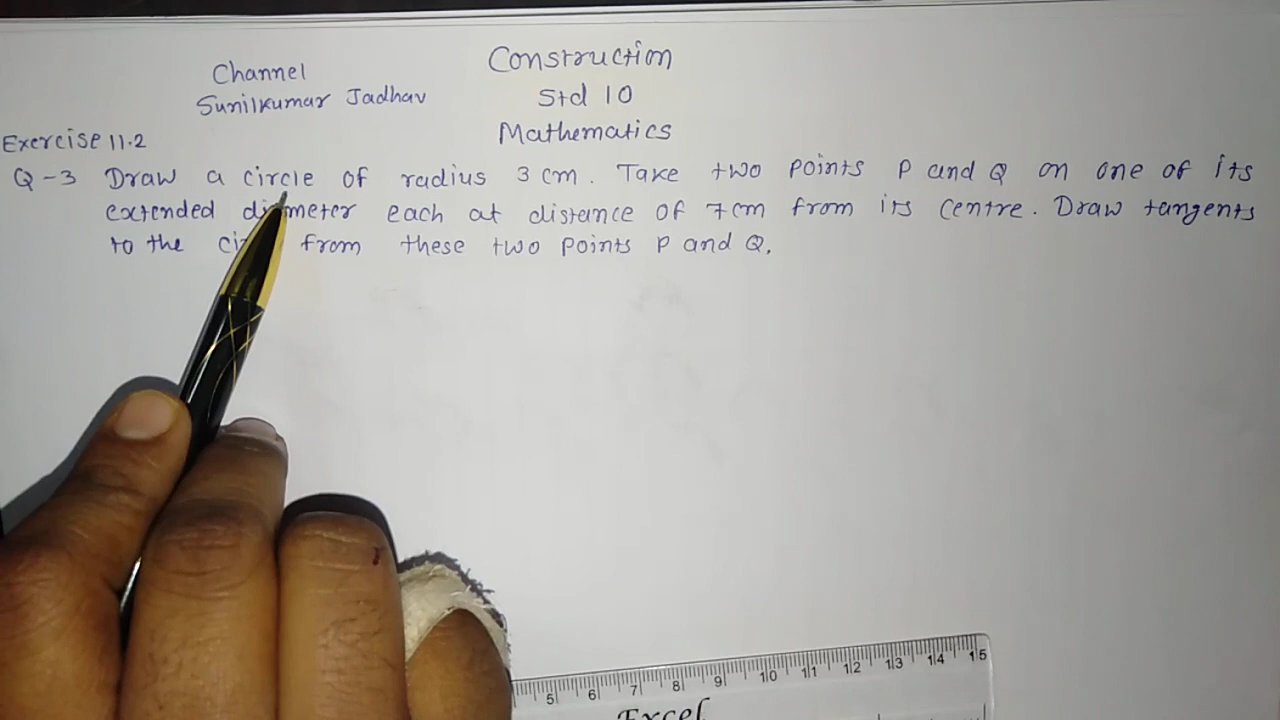 Construction
Channel
Sunilkumar Jadhav
Std 10
Mathematics
Exercise 11.2
Q-3 Draw a circle of radius 3 cm. Take two points P and Q on one of its
extended diameter each at distance of 7cm from its centre. Draw tangents
to the from these two points P and Q.
5 6 7 8 9 10 11 12 13 14 15
Excel